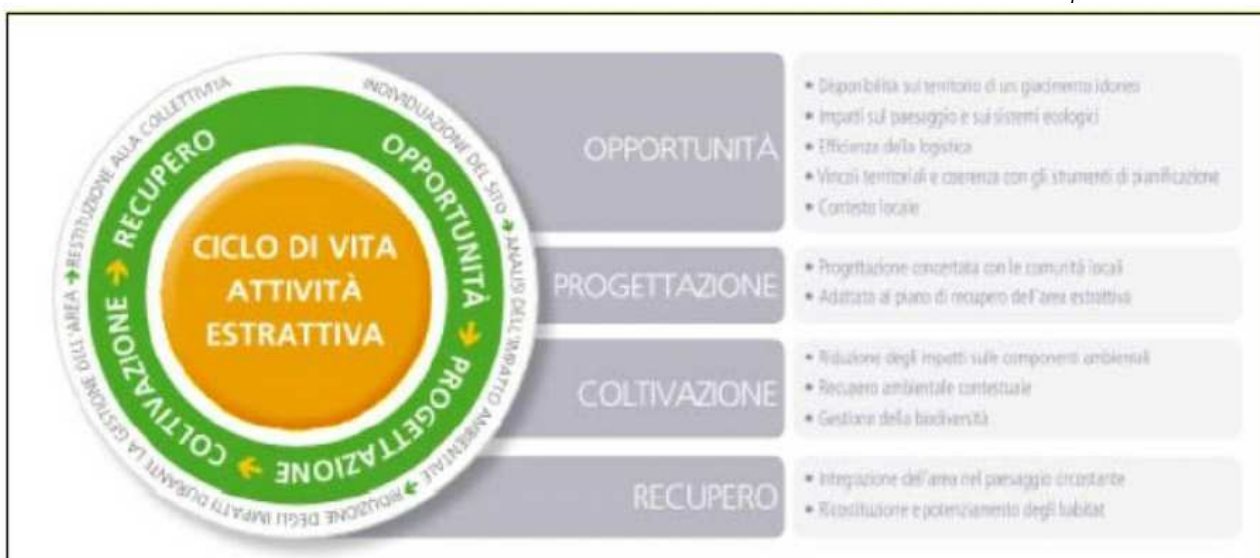 CICLO DI VITA
ATTIVITÀ
ESTRATTIVA
OPPORTUNITÀ → PROGETTAZIONE → COLTIVAZIONE → RECUPERO
INDIVIDUAZIONE DEL SITO → ANALISI DELL'IMPATTO AMBIENTALE → RIDUZIONE DEGLI IMPATTI DURANTE LA GESTIONE DELL'AREA → RESTITUZIONE ALLA COLLETTIVITÀ
OPPORTUNITÀ
• Disponibilità sul territorio di un giacimento idoneo
• Impatti sul paesaggio e sui sistemi ecologici
• Efficienza della logistica
• Vincoli territoriali e coerenza con gli strumenti di pianificazione
• Contesto locale
PROGETTAZIONE
• Progettazione concertata con le comunità locali
• Adattata al piano di recupero dell'area estrattiva
COLTIVAZIONE
• Riduzione degli impatti sulle componenti ambientali
• Recupero ambientale contestuale
• Gestione della biodiversità
RECUPERO
• Integrazione dell'area nel paesaggio circostante
• Ricostituzione e potenziamento degli habitat